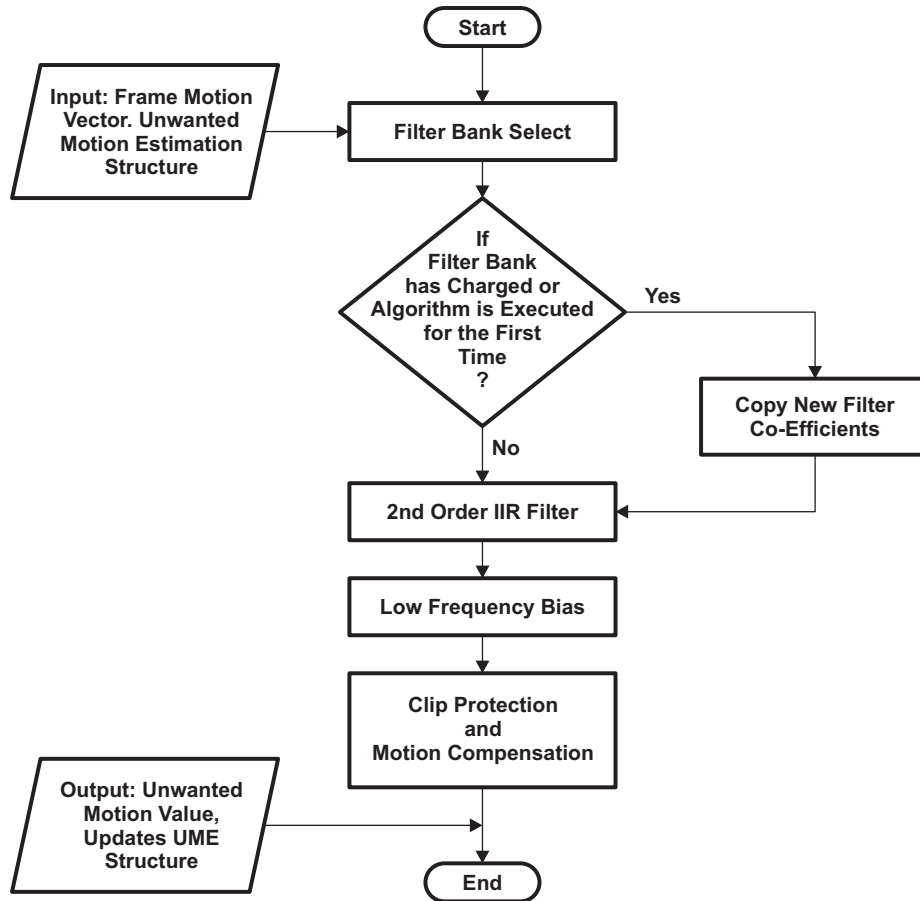 Start
Input: Frame Motion
Vector. Unwanted
Motion Estimation
Structure
Filter Bank Select
If
Filter Bank
has Charged or
Algorithm is Executed
for the First
Time
?
Yes
Copy New Filter
Co-Efficients
No
2nd Order IIR Filter
Low Frequency Bias
Clip Protection
and
Motion Compensation
Output: Unwanted
Motion Value,
Updates UME
Structure
End